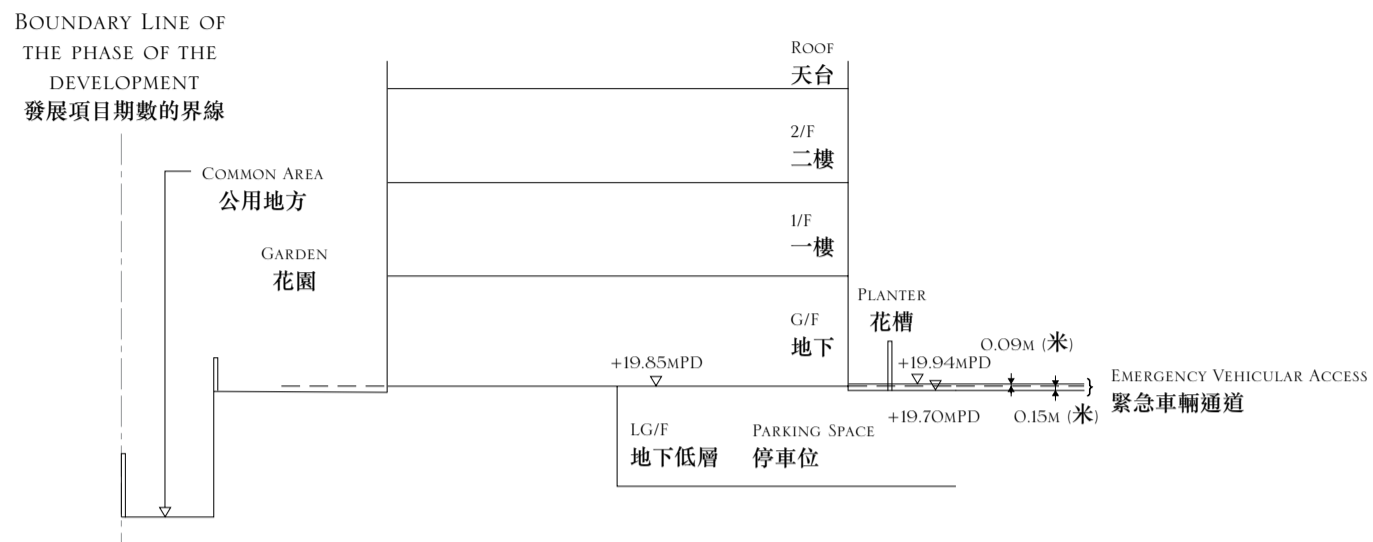 BOUNDARY LINE OF
THE PHASE OF THE
DEVELOPMENT
發展項目期數的界線
COMMON AREA
公用地方
GARDEN
花園
ROOF
天台
2/F
二樓
1/F
一樓
G/F
地下
PLANTER
花槽
+19.85MPD
0.09M (米)
+19.94MPD
EMERGENCY VEHICULAR ACCESS
緊急車輛通道
+19.70MPD
0.15M (米)
LG/F
地下低層
PARKING SPACE
停車位